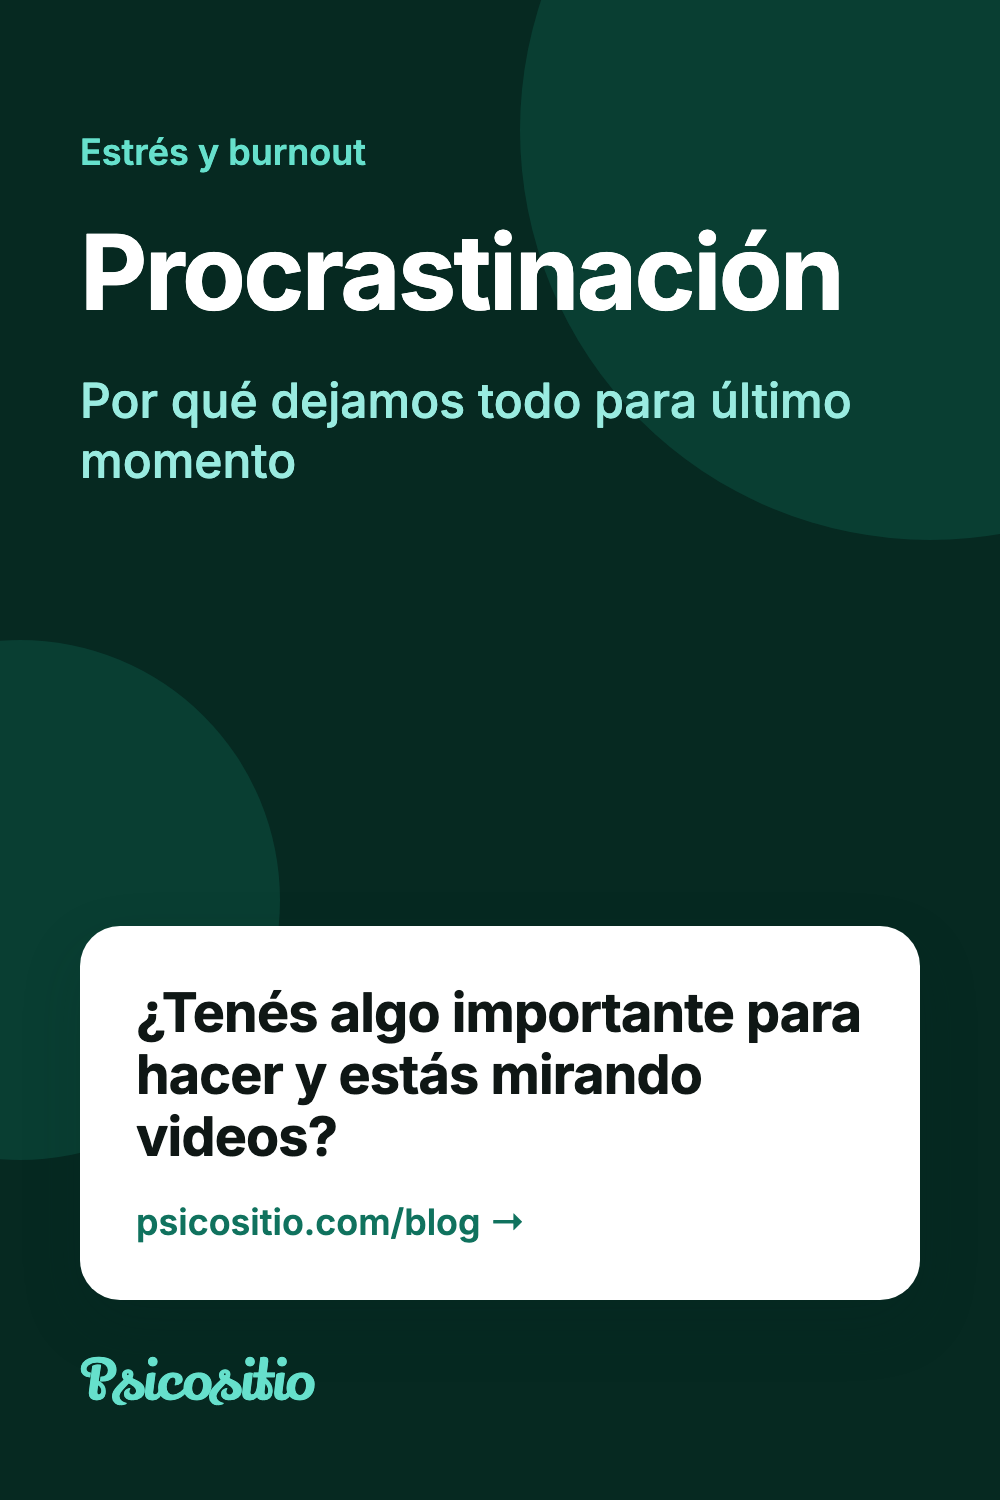 Estrés y burnout
Procrastinación
Por qué dejamos todo para último
momento
¿Tenés algo importante para
hacer y estás mirando
videos?
psicositio.com/blog →
Psicositio